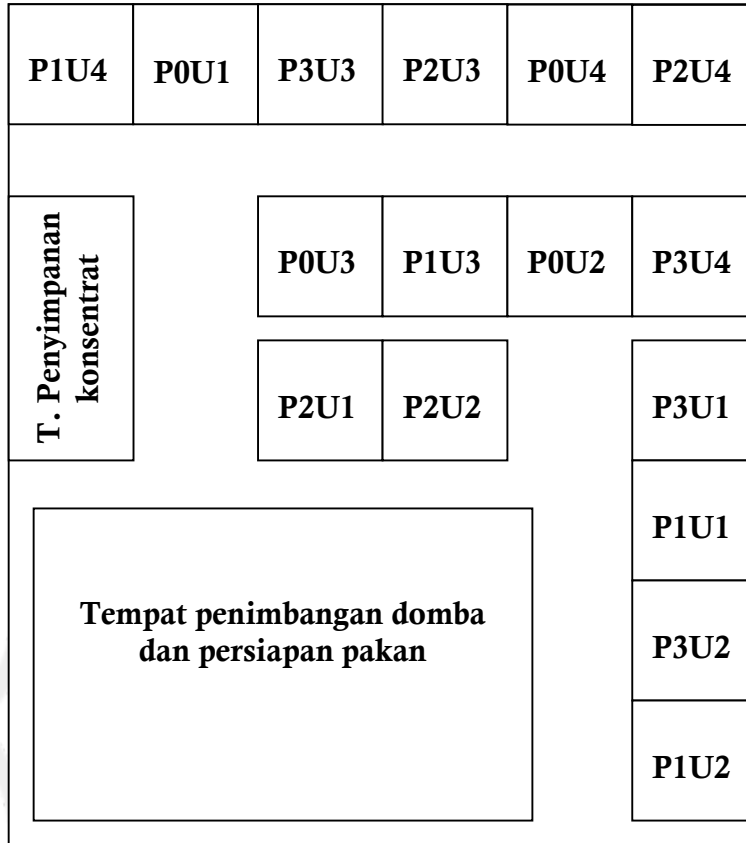 P1U4 P0U1 P3U3 P2U3 P0U4 P2U4
T. Penyimpanan
konsentrat
P0U3 P1U3 P0U2 P3U4
P2U1 P2U2 P3U1
P1U1
Tempat penimbangan domba
dan persiapan pakan
P3U2
P1U2